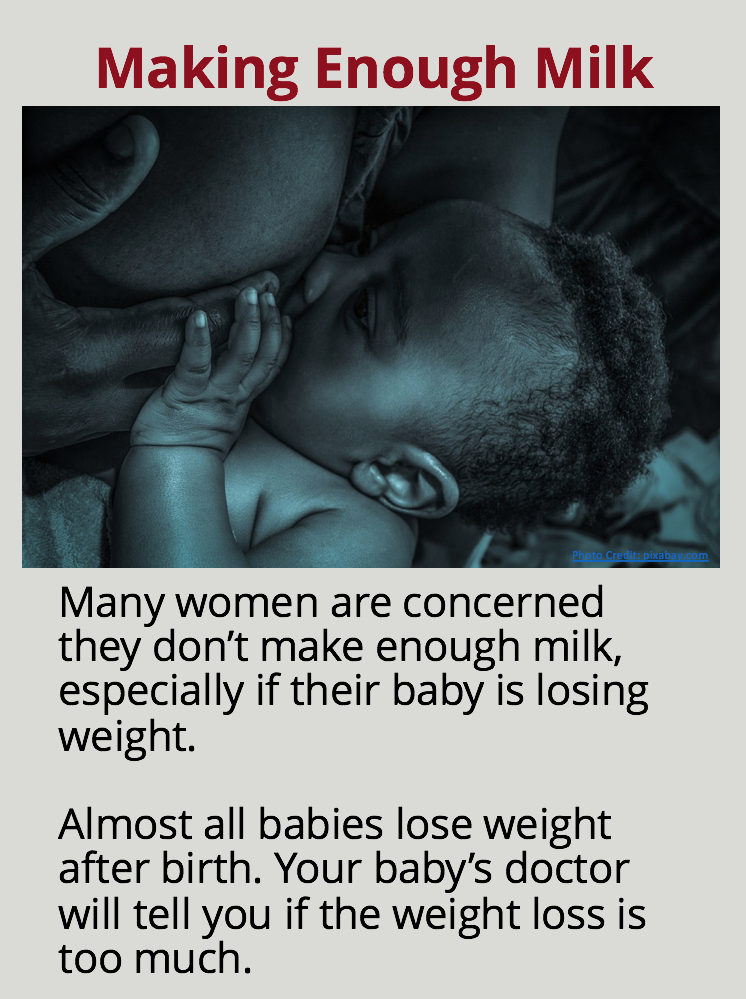 Making Enough Milk
Photo Credit: pixabay.com
Many women are concerned
they don’t make enough milk,
especially if their baby is losing
weight.
Almost all babies lose weight
after birth. Your baby’s doctor
will tell you if the weight loss is
too much.